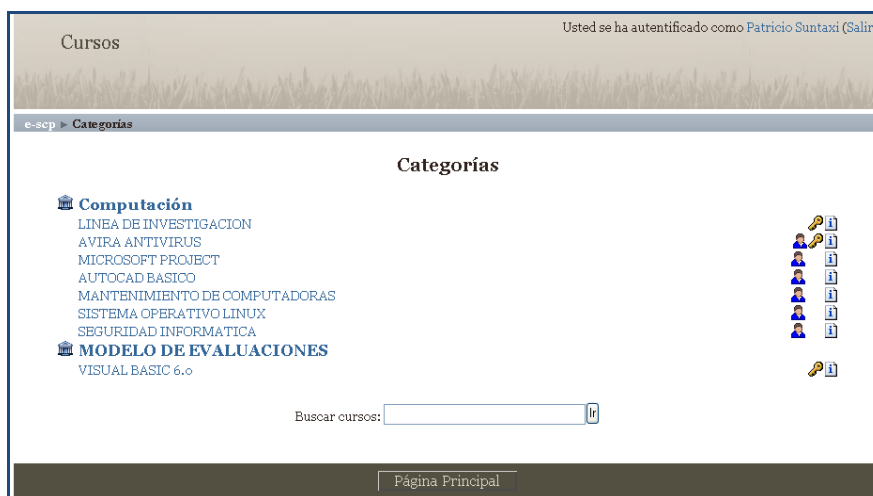 Usted se ha autentificado como Patricio Suntaxi (Salir
Cursos
e-scp ► Categorías
Categorías
Computación
LINEA DE INVESTIGACION
AVIRA ANTIVIRUS
MICROSOFT PROJECT
AUTOCAD BASICO
MANTENIMIENTO DE COMPUTADORAS
SISTEMA OPERATIVO LINUX
SEGURIDAD INFORMATICA
MODELO DE EVALUACIONES
VISUAL BASIC 6.0
Buscar cursos: Ir
Página Principal